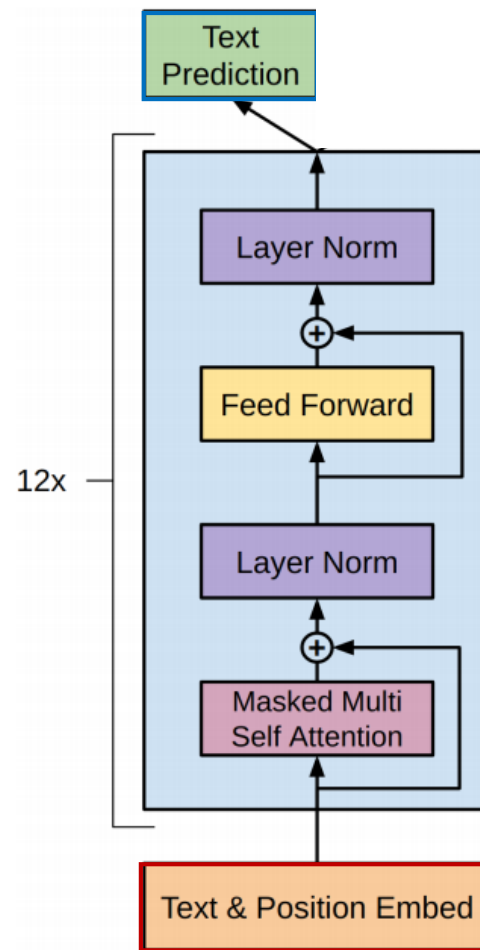 Text
Prediction
Layer Norm
+
Feed Forward
12x
Layer Norm
+
Masked Multi
Self Attention
Text & Position Embed